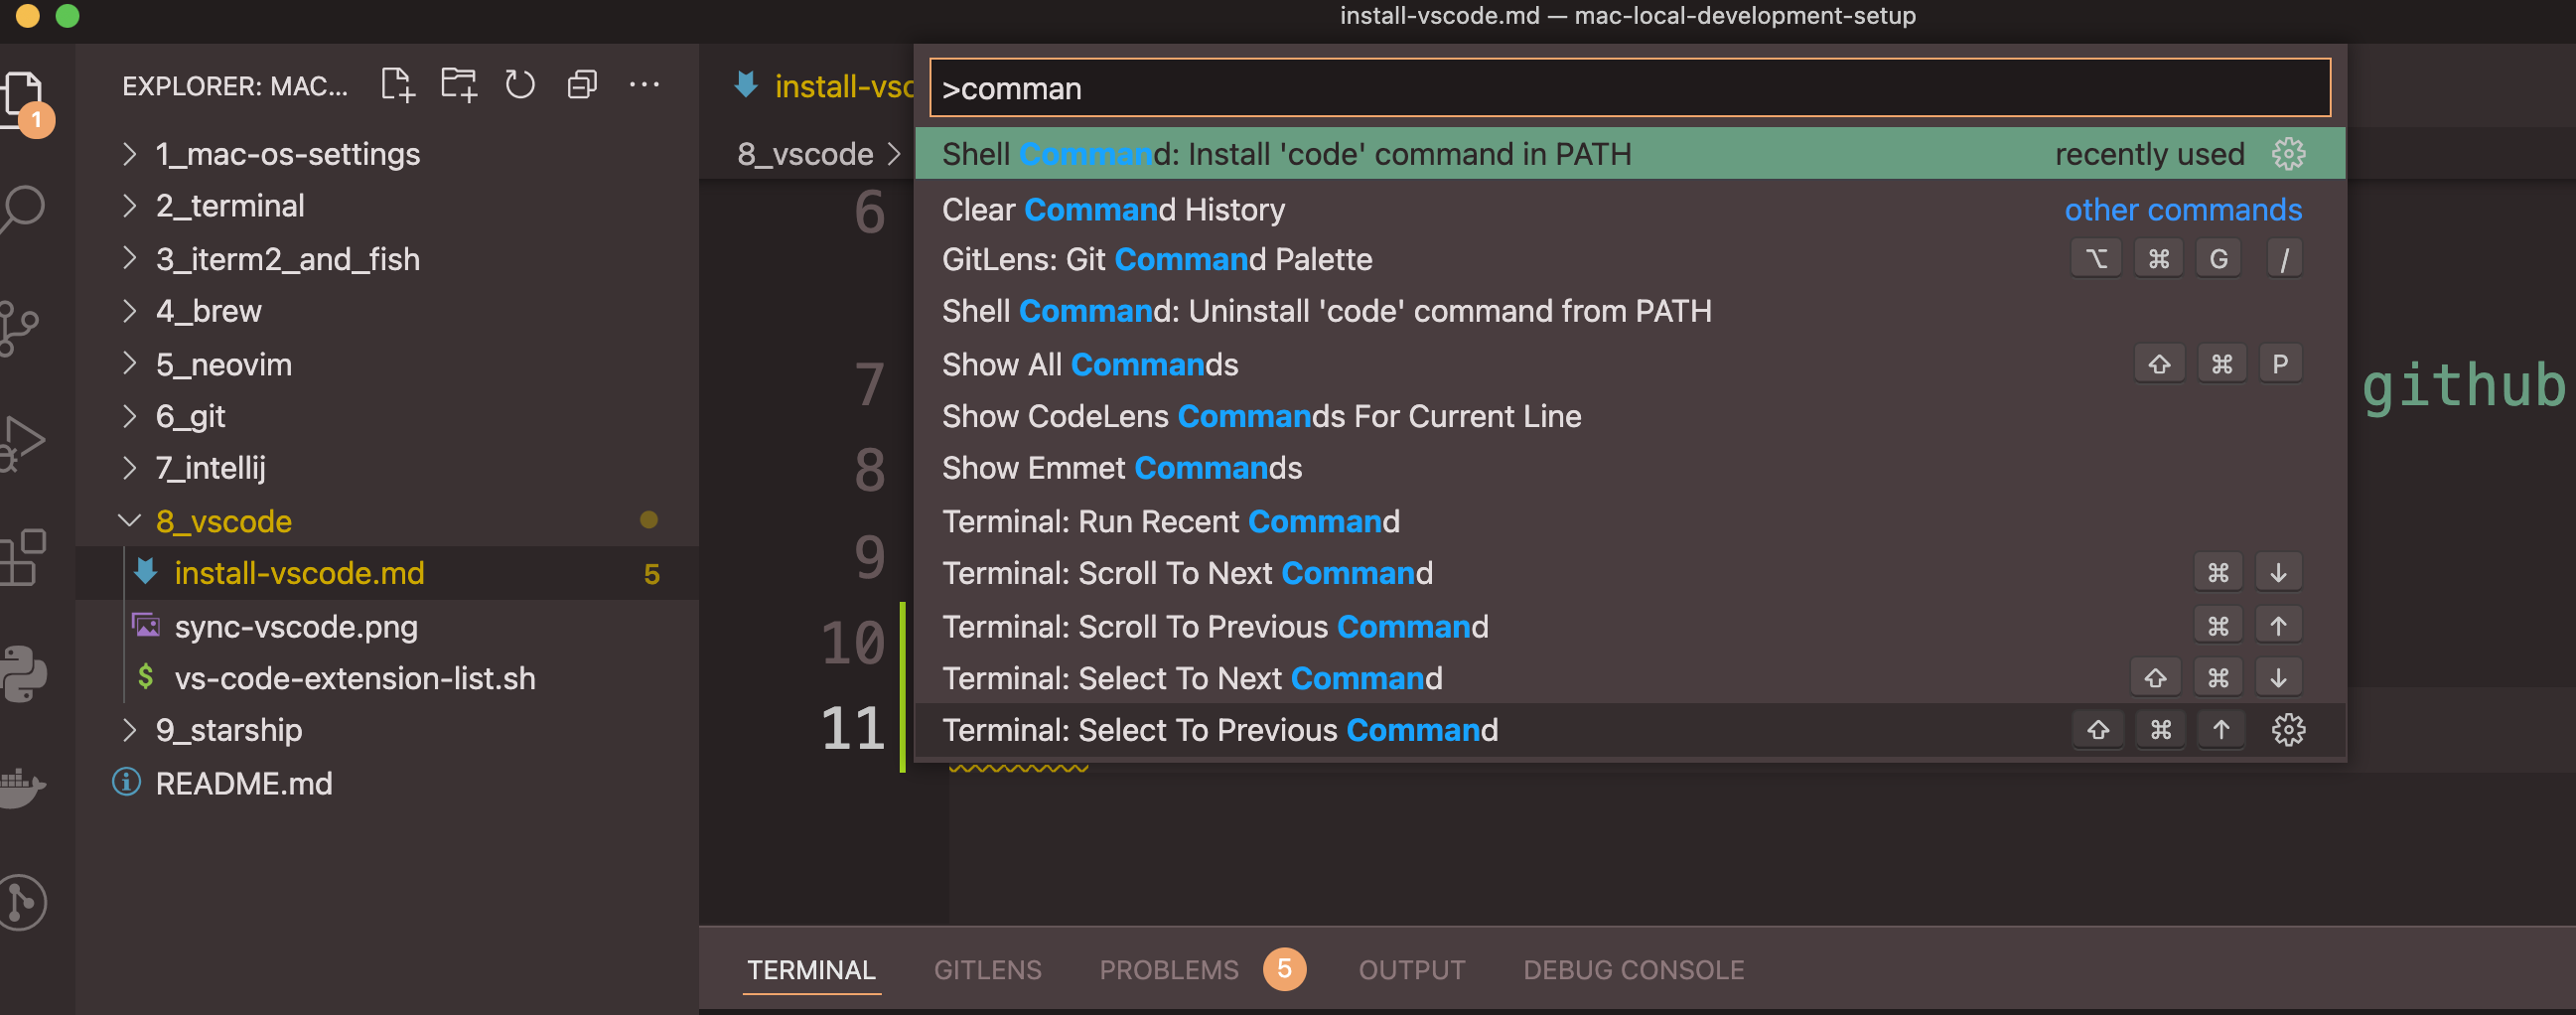 install-vscode.md — mac-local-development-setup
EXPLORER: MAC...
1
1_mac-os-settings
2_terminal
3_iterm2_and_fish
4_brew
5_neovim
6_git
7_intellij
8_vscode
install-vscode.md 5
sync-vscode.png
$ vs-code-extension-list.sh
9_starship
README.md
install-vsc
8_vscode >
6
7
8
9
10
11
github
>comman
Shell Command: Install 'code' command in PATH recently used
Clear Command History other commands
GitLens: Git Command Palette ⌥ ⌘ G /
Shell Command: Uninstall 'code' command from PATH
Show All Commands ⇧ ⌘ P
Show CodeLens Commands For Current Line
Show Emmet Commands
Terminal: Run Recent Command
Terminal: Scroll To Next Command ⌘ ↓
Terminal: Scroll To Previous Command ⌘ ↑
Terminal: Select To Next Command ⇧ ⌘ ↓
Terminal: Select To Previous Command ⇧ ⌘ ↑
TERMINAL GITLENS PROBLEMS 5 OUTPUT DEBUG CONSOLE